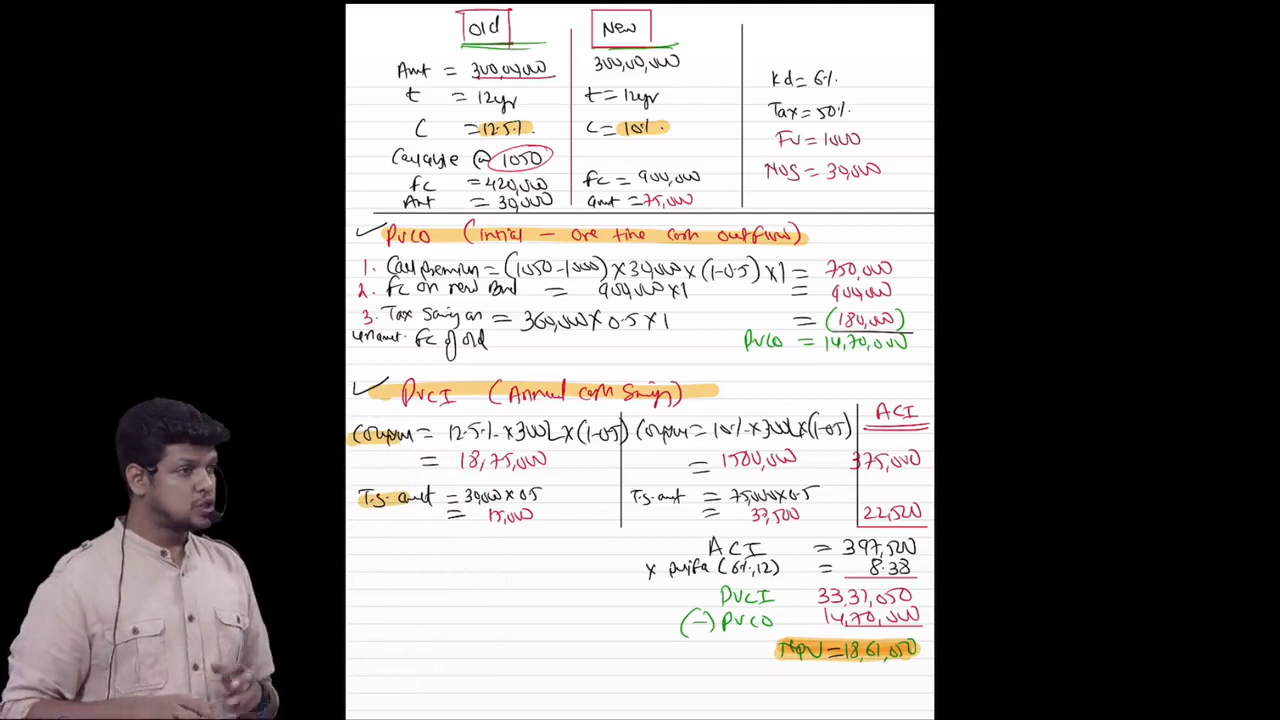 Old
New
Amt = 300,00,000
300,00,000
t = 12yr
t = 12yr
C = 12.5%.
C = 10%.
Callable @ 1050
fc = 420,000
fc = 900,000
Amt = 30,000
amt = 75,000
Kd = 6%
Tax = 50%
FV = 1000
NOS = 30,000
PVCO (Initial - One time cash outflows)
1. Call premium = (1050-1000) × 30,000 × (1-0.5) × 1 = 750,000
2. fc on new Bond = 900,000 × 1 = 900,000
3. Tax Saving on = 360,000 × 0.5 × 1 = (180,000)
unamort. fc of old
PVCO = 14,70,000
PVCI (Annual cash Savings)
ACI
Coupon = 12.5% × 300L × (1-0.5)
Coupon = 10% × 300L × (1-0.5)
= 18,75,000
= 1500,000
375,000
T.s. amt = 30,000 × 0.5
T.s. amt = 75,000 × 0.5
= 15,000
= 37,500
22,500
ACI = 397,500
× pvifa (6%, 12) = 8.38
PVCI 33,31,050
(-) PVCO 14,70,000
NPV = 18,61,050